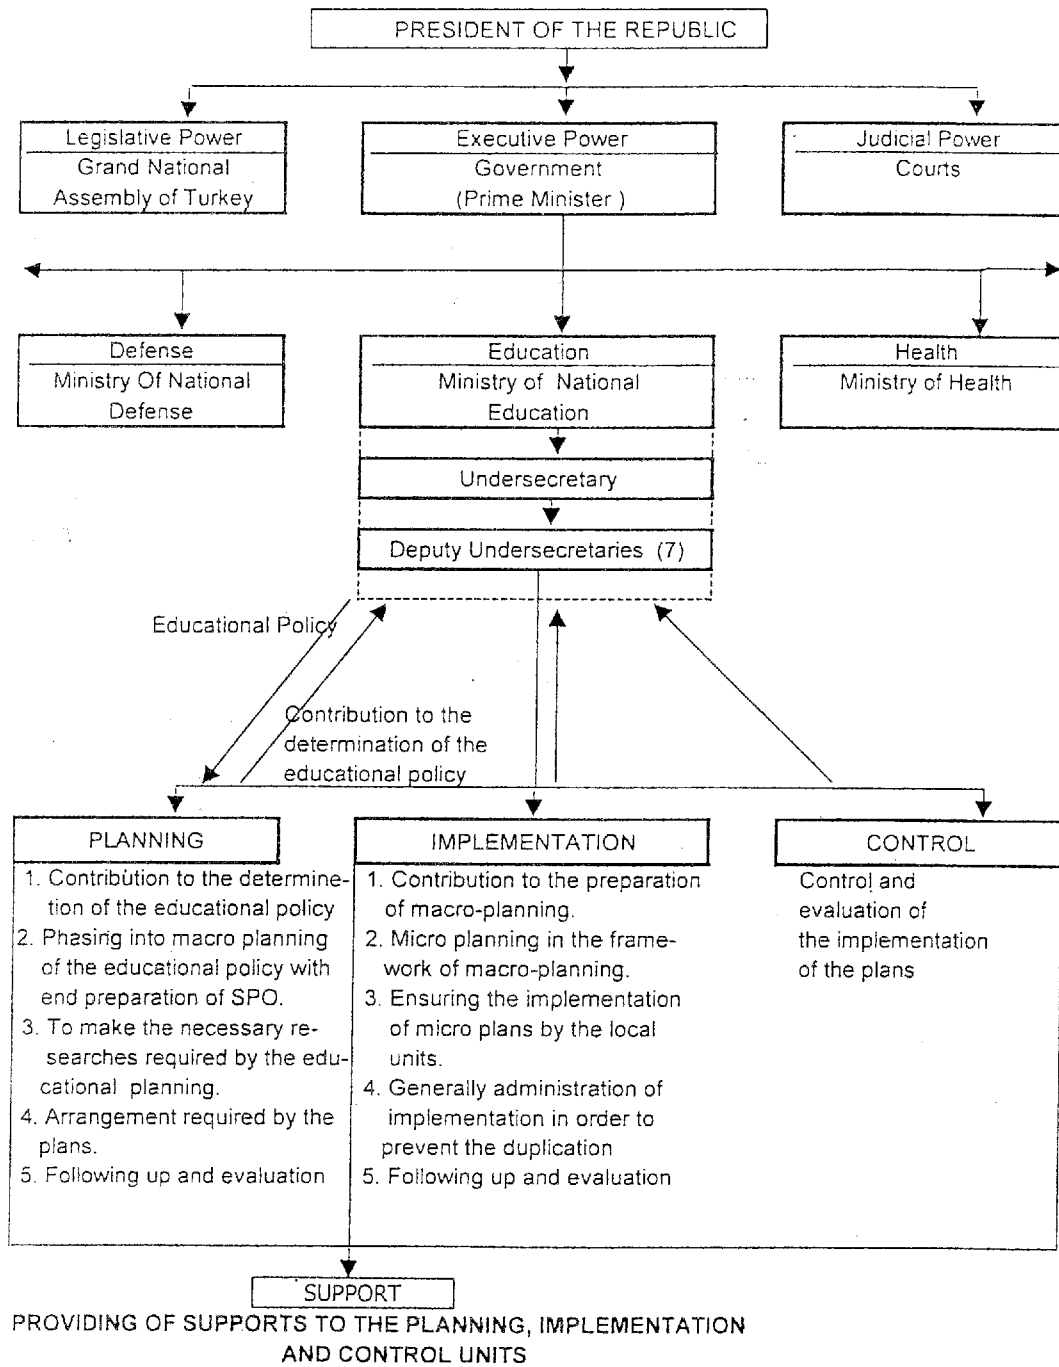 PRESIDENT OF THE REPUBLIC
Legislative Power
Grand National
Assembly of Turkey
Executive Power
Government
(Prime Minister )
Judicial Power
Courts
Defense
Ministry Of National
Defense
Education
Ministry of National
Education
Health
Ministry of Health
Undersecretary
Deputy Undersecretaries (7)
Educational Policy
Contribution to the
determination of the
educational policy
PLANNING
1. Contribution to the determine-
tion of the educational policy
2. Phasing into macro planning
of the educational policy with
end preparation of SPO.
3. To make the necessary re-
searches required by the edu-
cational planning.
4. Arrangement required by the
plans.
5. Following up and evaluation
IMPLEMENTATION
1. Contribution to the preparation
of macro-planning.
2. Micro planning in the frame-
work of macro-planning.
3. Ensuring the implementation
of micro plans by the local
units.
4. Generally administration of
implementation in order to
prevent the duplication
5. Following up and evaluation
CONTROL
Control and
evaluation of
the implementation
of the plans
SUPPORT
PROVIDING OF SUPPORTS TO THE PLANNING, IMPLEMENTATION
AND CONTROL UNITS